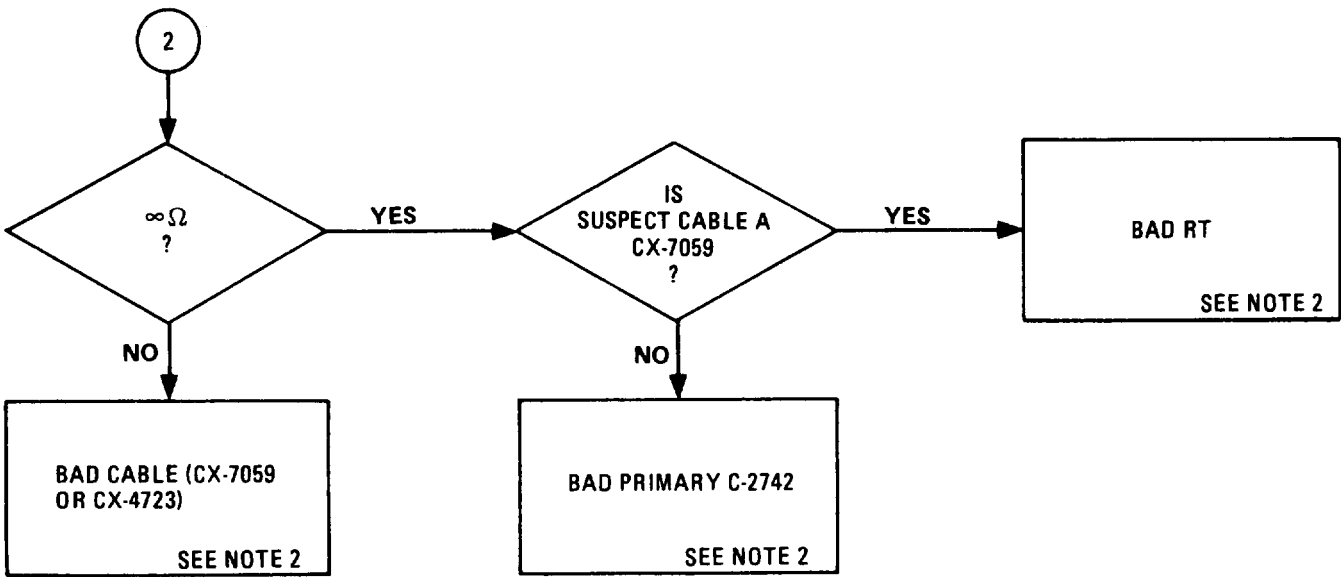 2
∞Ω
?
YES
IS
SUSPECT CABLE A
CX-7059
?
YES
BAD RT
SEE NOTE 2
NO
BAD CABLE (CX-7059
OR CX-4723)
SEE NOTE 2
NO
BAD PRIMARY C-2742
SEE NOTE 2